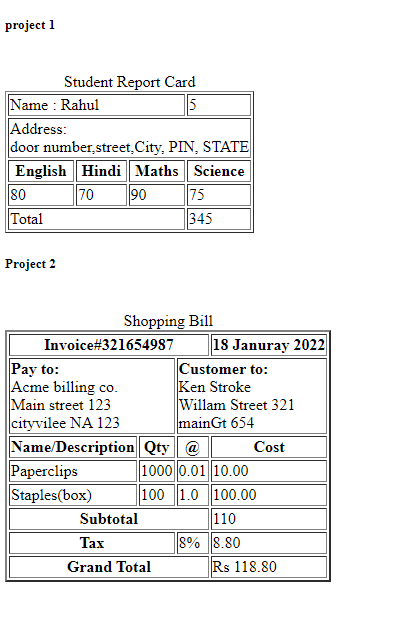 project 1
Student Report Card
Name : Rahul 5
Address:
door number,street,City, PIN, STATE
English Hindi Maths Science
80 70 90 75
Total 345
Project 2
Shopping Bill
Invoice#321654987 18 Januray 2022
Pay to: Customer to:
Acme billing co. Ken Stroke
Main street 123 Willam Street 321
cityvilee NA 123 mainGt 654
Name/Description Qty @ Cost
Paperclips 1000 0.01 10.00
Staples(box) 100 1.0 100.00
Subtotal 110
Tax 8% 8.80
Grand Total Rs 118.80